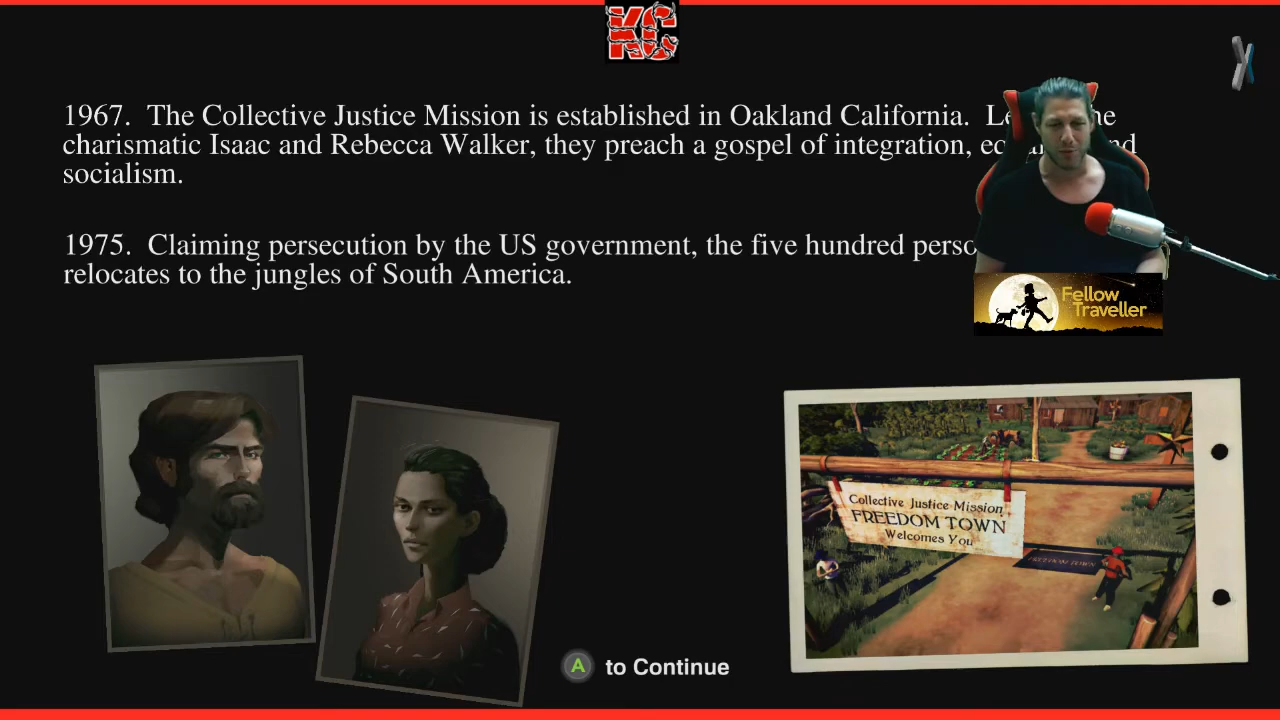 KC
1967. The Collective Justice Mission is established in Oakland California.
charismatic Isaac and Rebecca Walker, they preach a gospel of integration,
socialism.
1975. Claiming persecution by the US government, the five hundred
relocates to the jungles of South America.
Fellow
Traveller
Collective Justice Mission
FREEDOM TOWN
Welcomes You
FREEDOM TOWN
A to Continue